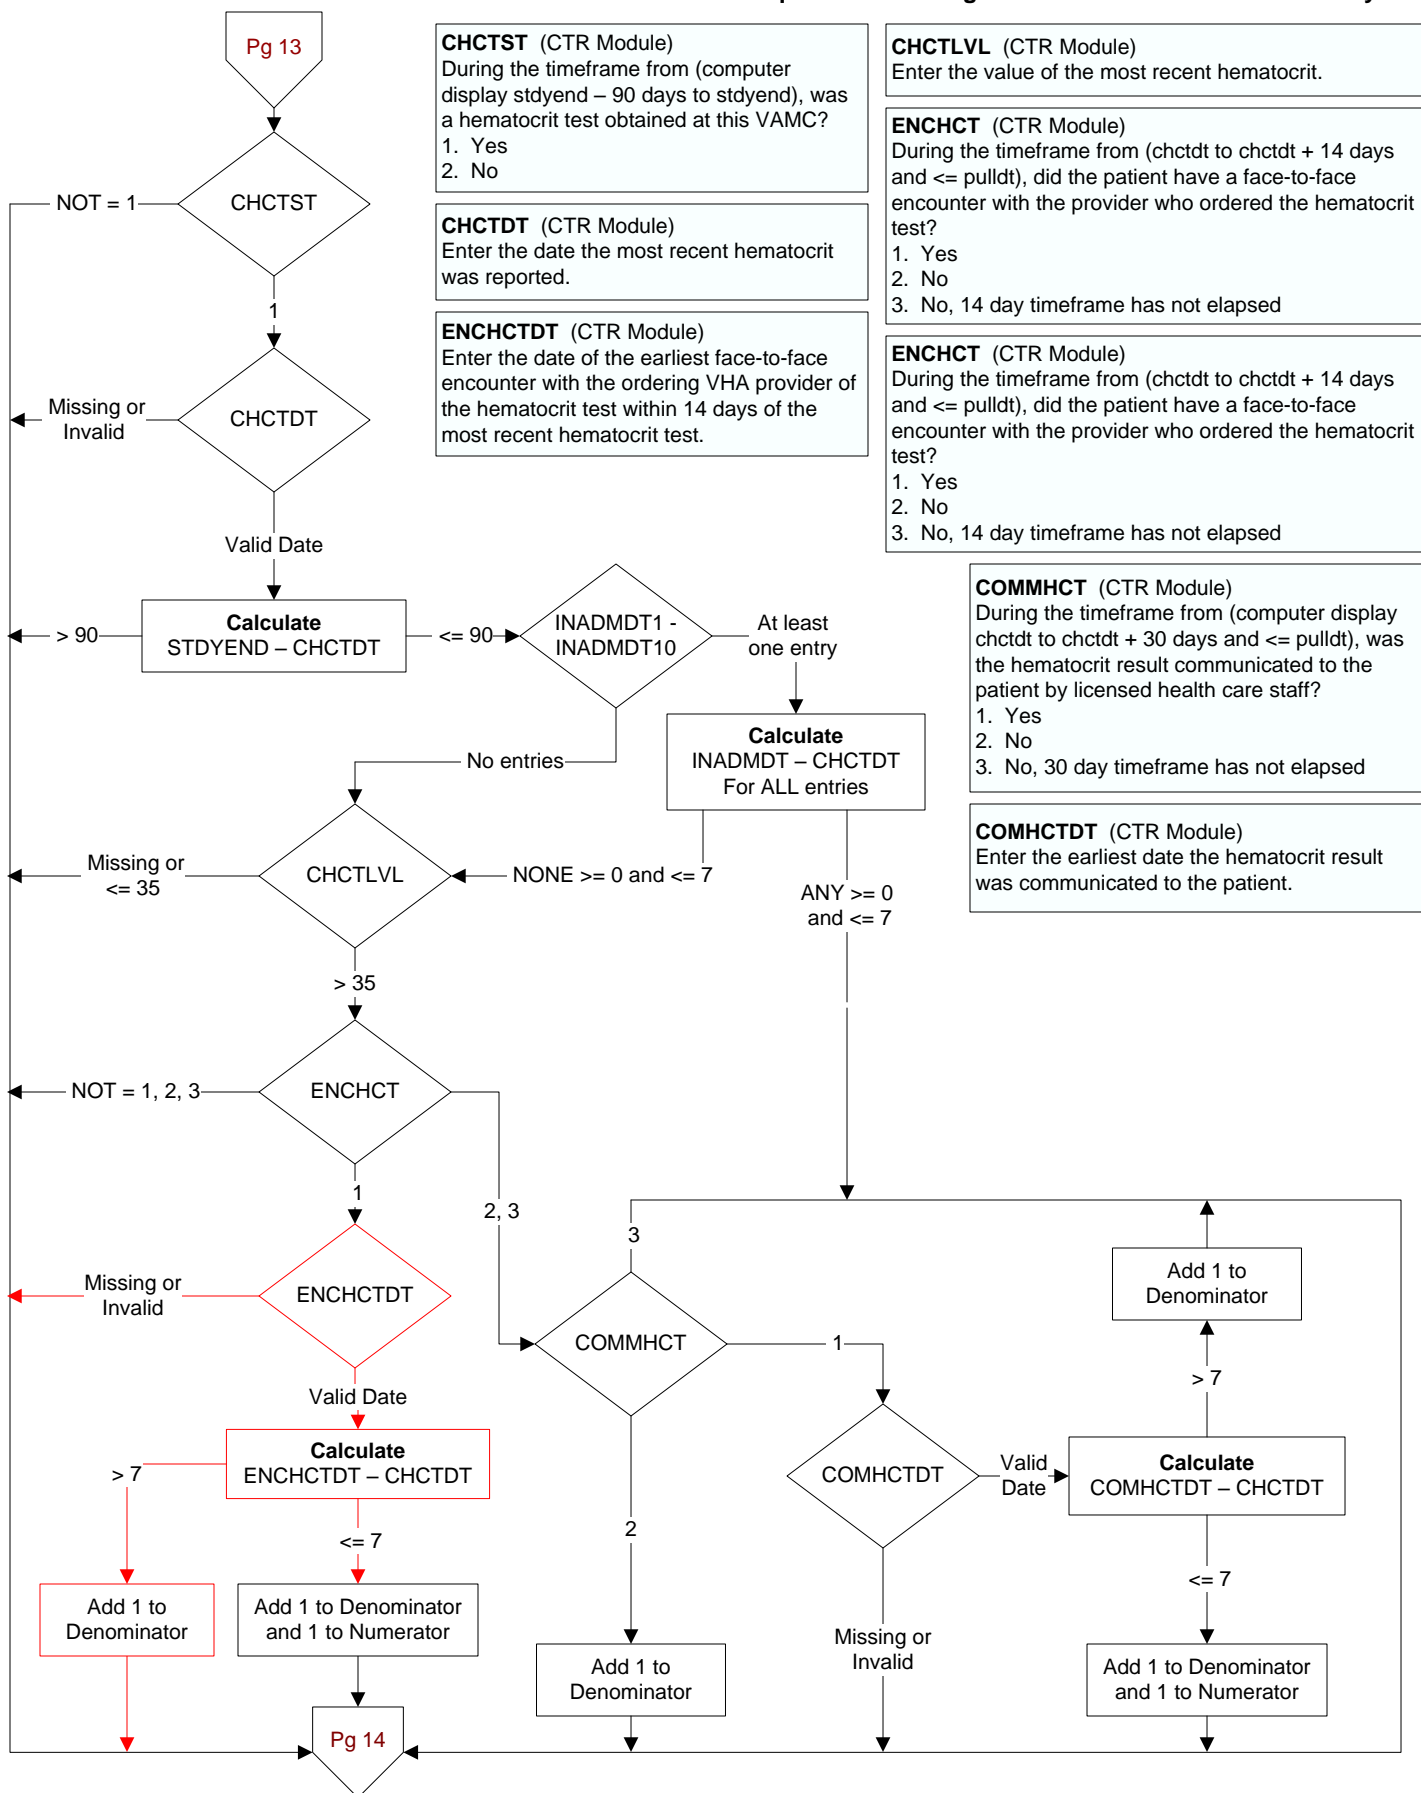 Pg 13
CHCTST (CTR Module)
During the timeframe from (computer
display stdyend – 90 days to stdyend), was
a hematocrit test obtained at this VAMC?
1. Yes
2. No
CHCTLVL (CTR Module)
Enter the value of the most recent hematocrit.
CHCTDT (CTR Module)
Enter the date the most recent hematocrit
was reported.
ENCHCT (CTR Module)
During the timeframe from (chctdt to chctdt + 14 days
and <= pulldt), did the patient have a face-to-face
encounter with the provider who ordered the hematocrit
test?
1. Yes
2. No
3. No, 14 day timeframe has not elapsed
ENCHCTDT (CTR Module)
Enter the date of the earliest face-to-face
encounter with the ordering VHA provider of
the hematocrit test within 14 days of the
most recent hematocrit test.
ENCHCT (CTR Module)
During the timeframe from (chctdt to chctdt + 14 days
and <= pulldt), did the patient have a face-to-face
encounter with the provider who ordered the hematocrit
test?
1. Yes
2. No
3. No, 14 day timeframe has not elapsed
COMMHCT (CTR Module)
During the timeframe from (computer display
chctdt to chctdt + 30 days and <= pulldt), was
the hematocrit result communicated to the
patient by licensed health care staff?
1. Yes
2. No
3. No, 30 day timeframe has not elapsed
COMHCTDT (CTR Module)
Enter the earliest date the hematocrit result
was communicated to the patient.
NOT = 1
CHCTST
1
Missing or
Invalid
CHCTDT
Valid Date
> 90
Calculate
STDYEND – CHCTDT
<= 90
INADMDT1 -
INADMDT10
At least
one entry
Calculate
INADMDT – CHCTDT
For ALL entries
No entries
Missing or
<= 35
CHCTLVL
NONE >= 0 and <= 7
ANY >= 0
and <= 7
> 35
NOT = 1, 2, 3
ENCHCT
1
2, 3
3
Missing or
Invalid
ENCHCTDT
Add 1 to
Denominator
COMMHCT
1
> 7
Valid Date
Calculate
ENCHCTDT – CHCTDT
> 7
COMHCTDT
Valid
Date
Calculate
COMHCTDT – CHCTDT
2
<= 7
<= 7
Add 1 to
Denominator
Add 1 to Denominator
and 1 to Numerator
Missing or
Invalid
Add 1 to
Denominator
Add 1 to Denominator
and 1 to Numerator
Pg 14